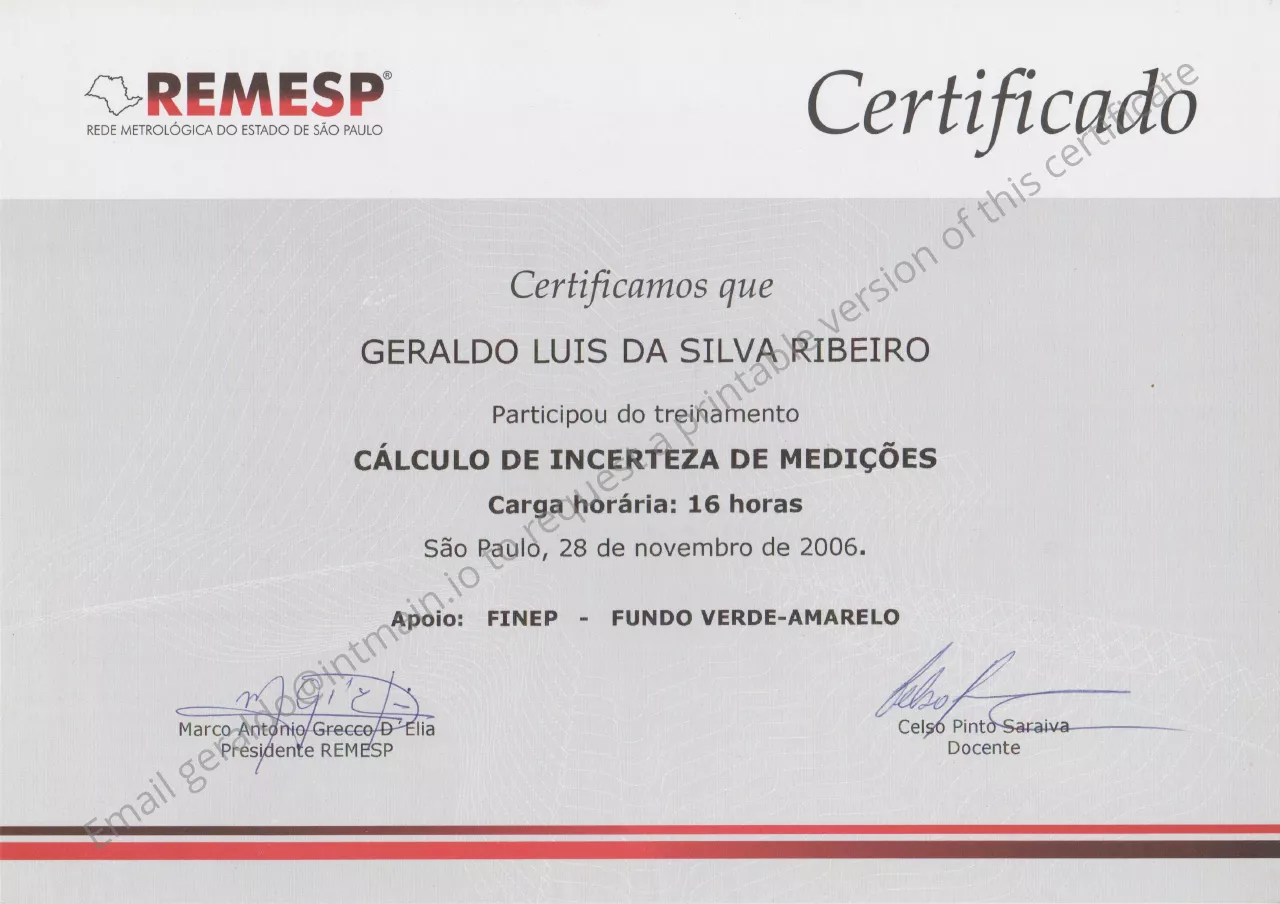 REMESP®
REDE METROLÓGICA DO ESTADO DE SÃO PAULO
Certificado
Certificamos que
GERALDO LUIS DA SILVA RIBEIRO
Participou do treinamento
CÁLCULO DE INCERTEZA DE MEDIÇÕES
Carga horária: 16 horas
São Paulo, 28 de novembro de 2006.
Apoio: FINEP - FUNDO VERDE-AMARELO
Marco Antonio Grecco D´Elia
Presidente REMESP
Celso
Celso Pinto Saraiva
Docente
Email geraldo@intmain.io to request a printable version of this certificate